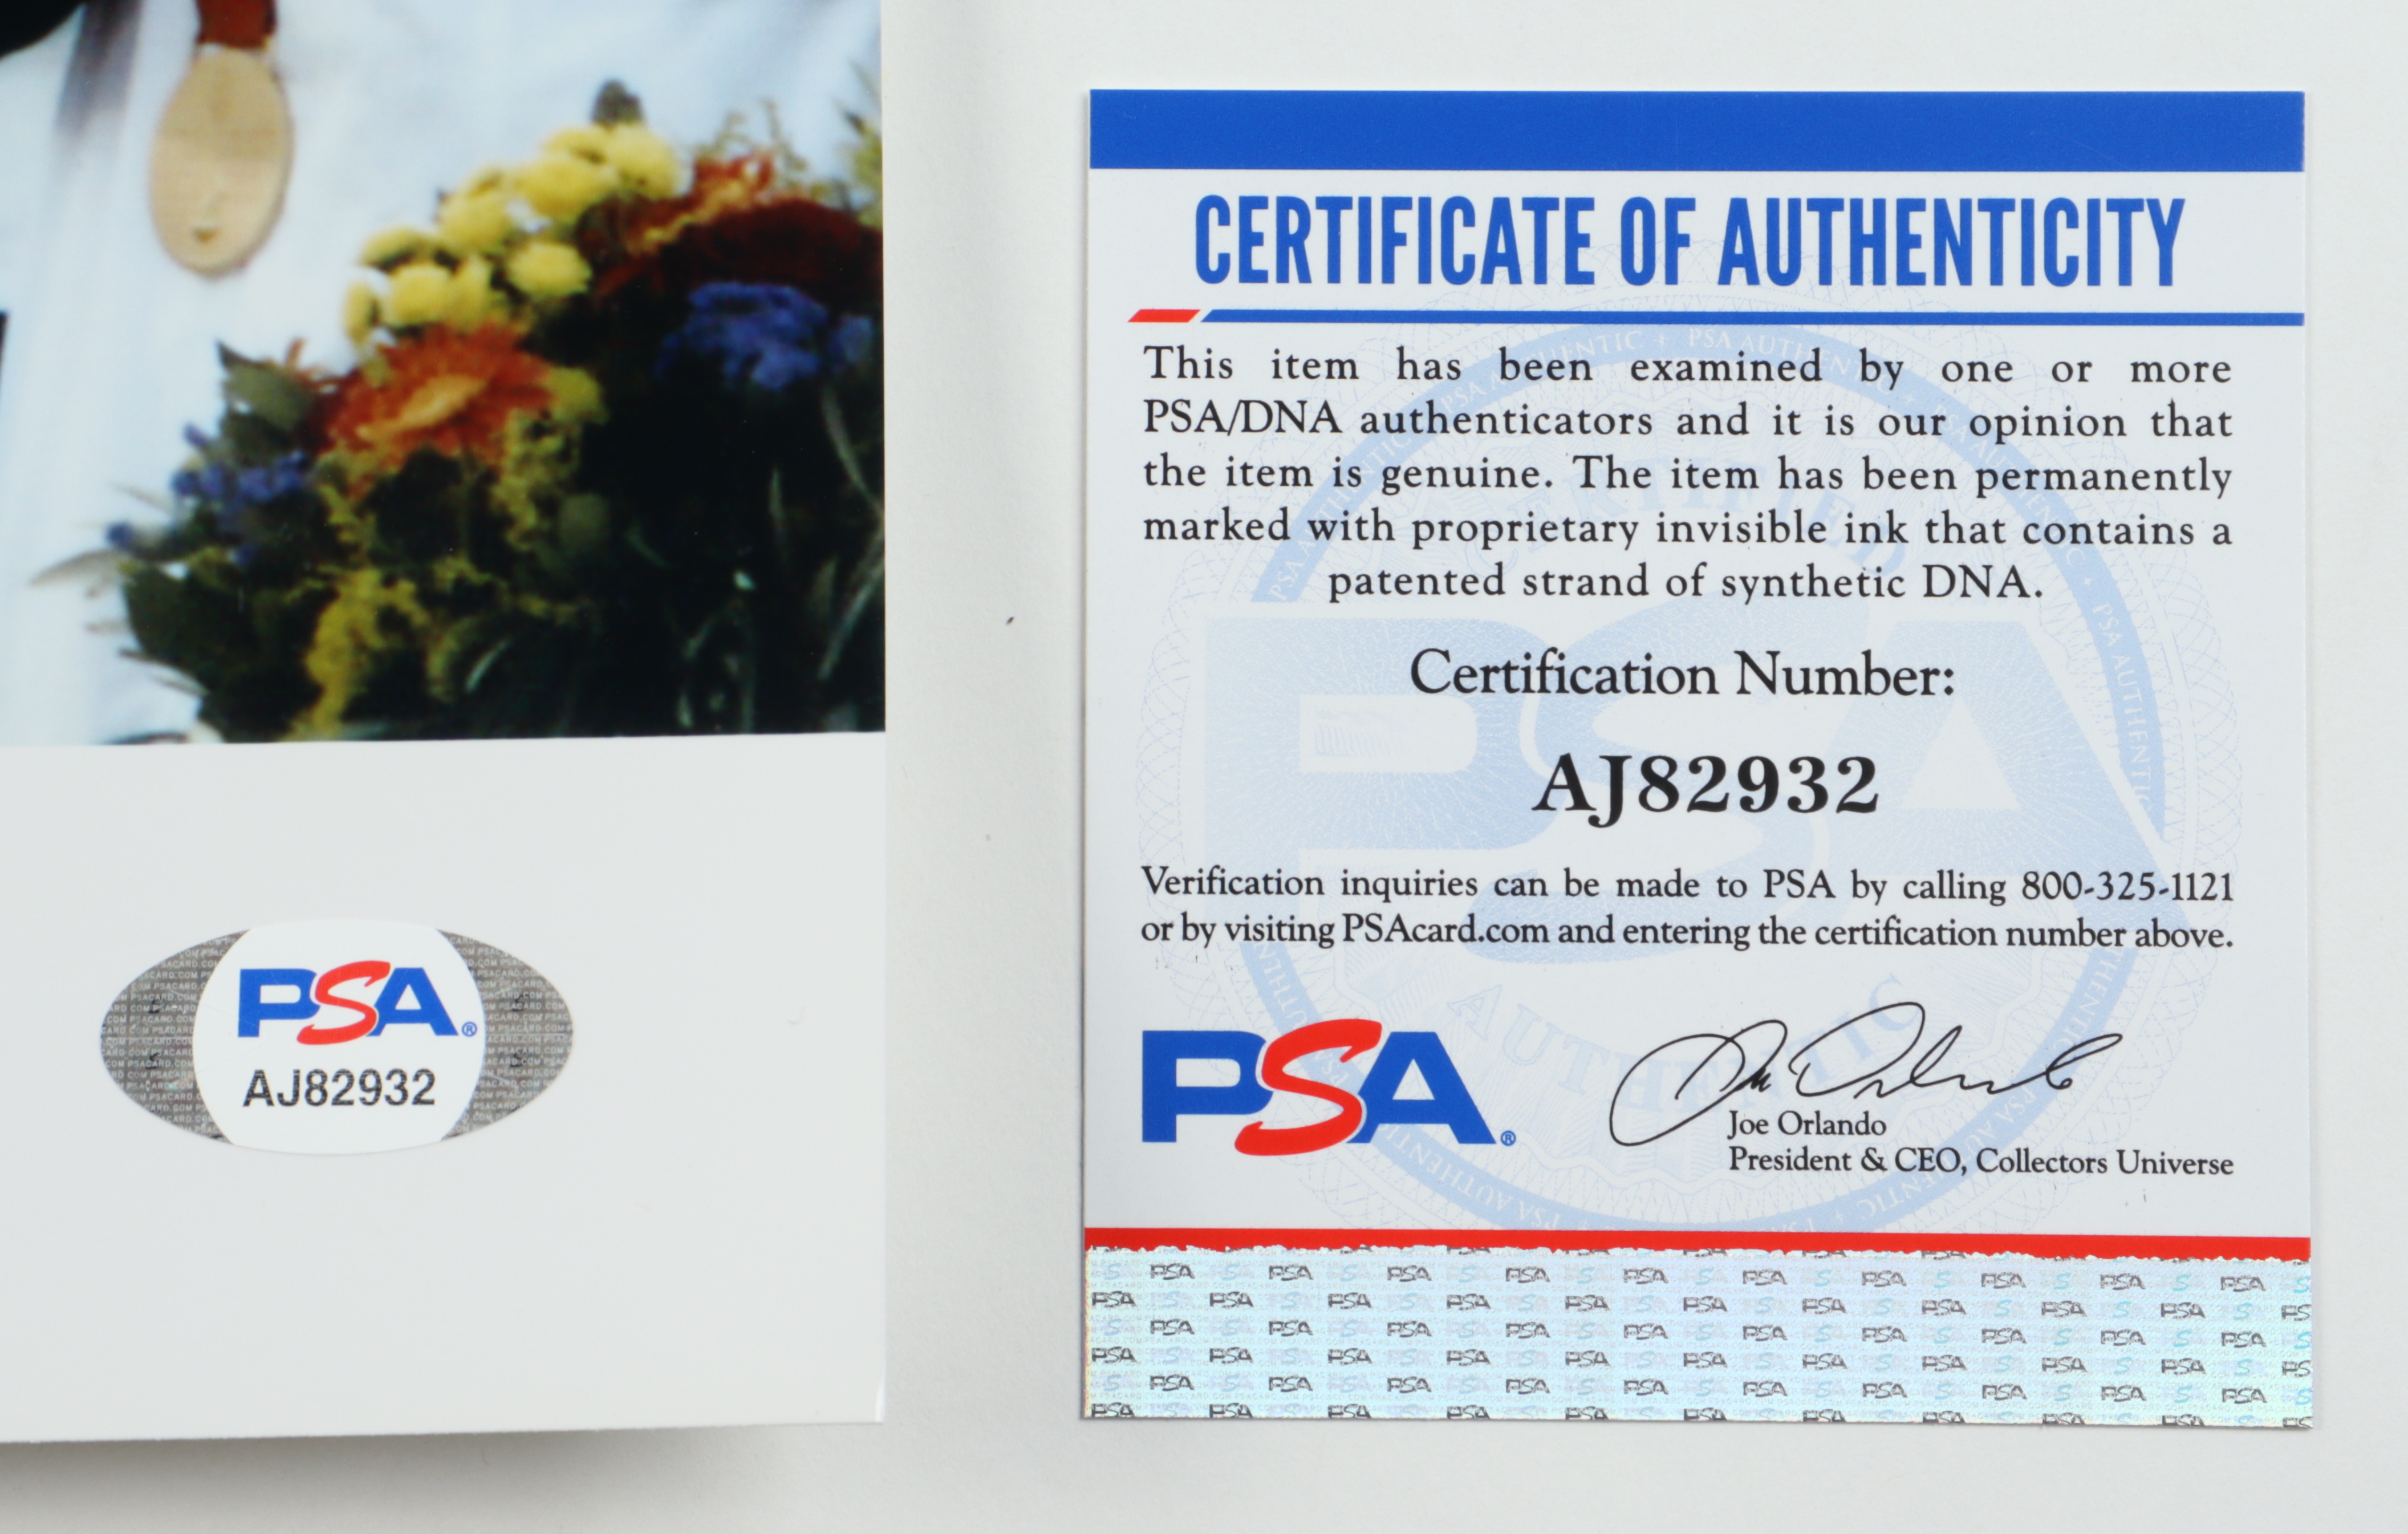 CERTIFICATE OF AUTHENTICITY
This item has been examined by one or more
PSA/DNA authenticators and it is our opinion that
the item is genuine. The item has been permanently
marked with proprietary invisible ink that contains a
patented strand of synthetic DNA.
Certification Number:
AJ82932
Verification inquiries can be made to PSA by calling 800-325-1121
or by visiting PSAcard.com and entering the certification number above.
PSA®
Joe Orlando
President & CEO, Collectors Universe
PSA®
AJ82932